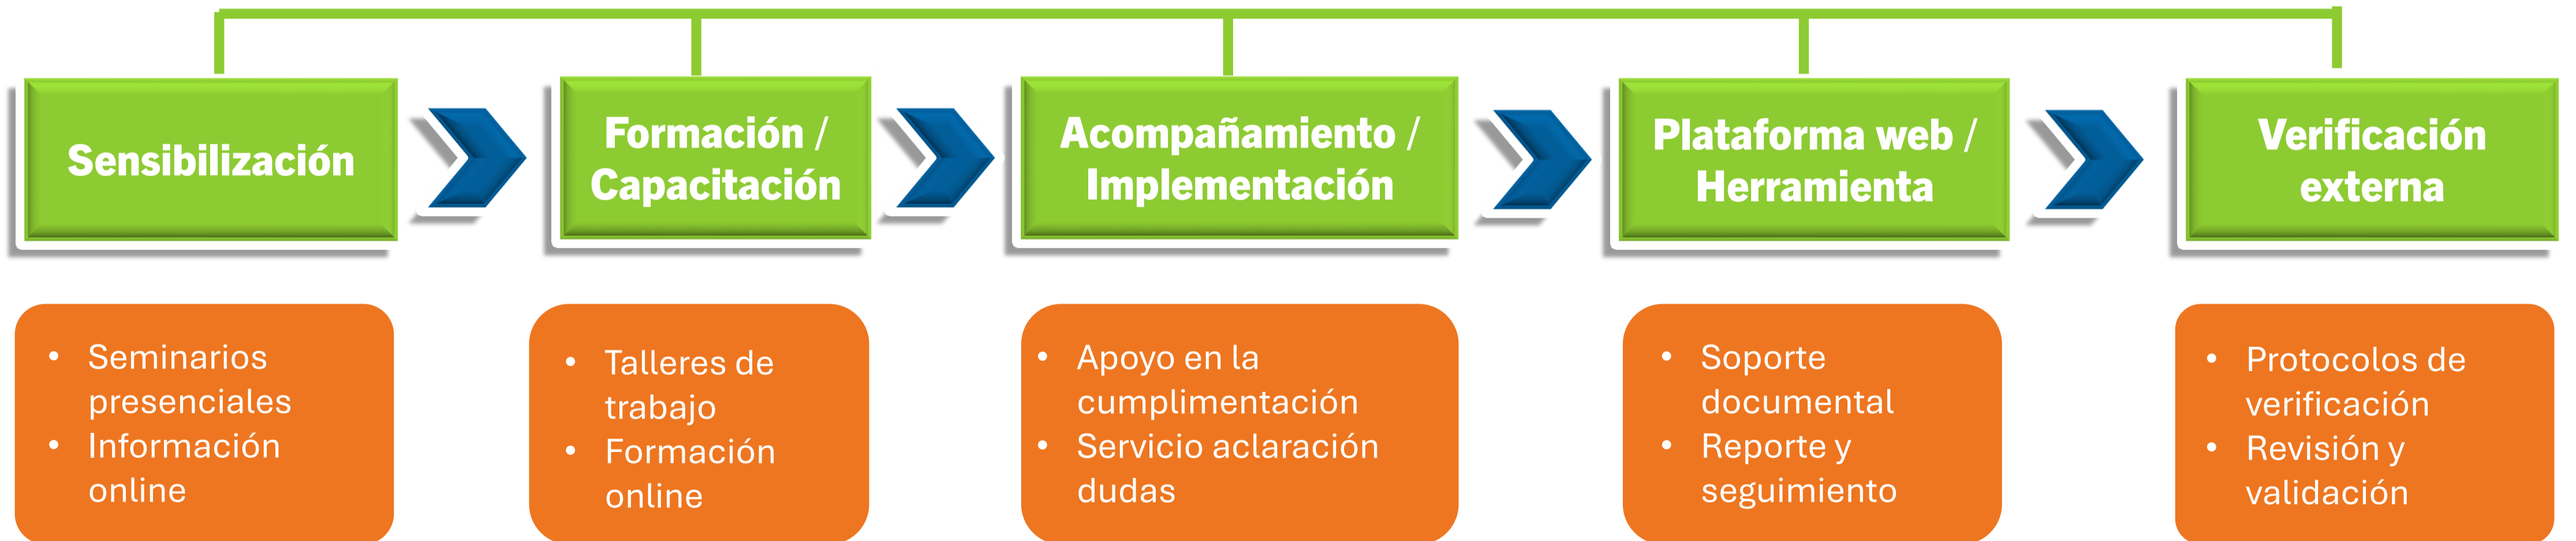 Sensibilización
Formación /
Capacitación
Acompañamiento /
Implementación
Plataforma web /
Herramienta
Verificación
externa
• Seminarios
presenciales
• Información
online
• Talleres de
trabajo
• Formación
online
• Apoyo en la
cumplimentación
• Servicio aclaración
dudas
• Soporte
documental
• Reporte y
seguimiento
• Protocolos de
verificación
• Revisión y
validación